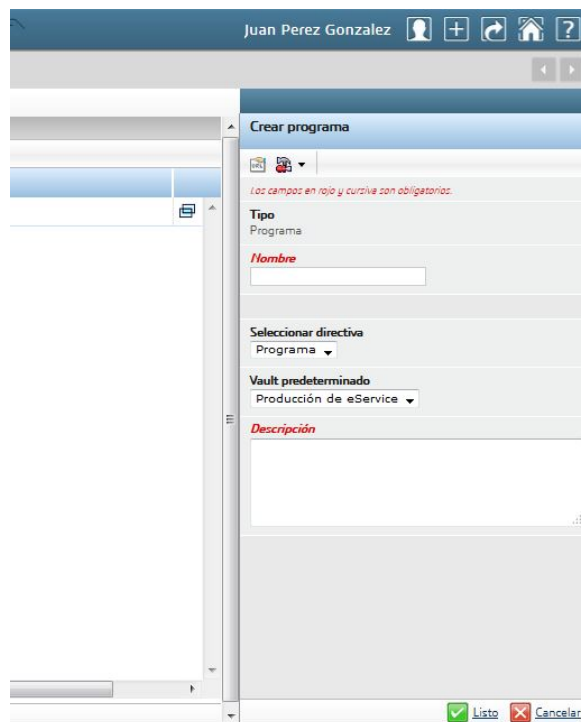 Juan Perez Gonzalez
Crear programa
Los campos en rojo y cursiva son obligatorios.
Tipo
Programa
Nombre
Seleccionar directiva
Programa
Vault predeterminado
Producción de eService
Descripción
Listo Cancelar